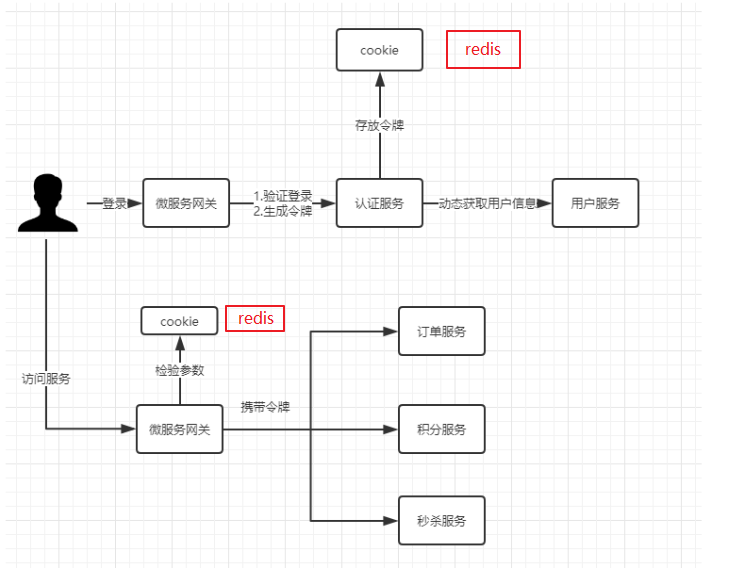 cookie
redis
存放令牌
登录
微服务网关
1.验证登录
2.生成令牌
认证服务
动态获取用户信息
用户服务
cookie
redis
订单服务
访问服务
检验参数
携带令牌
微服务网关
积分服务
秒杀服务